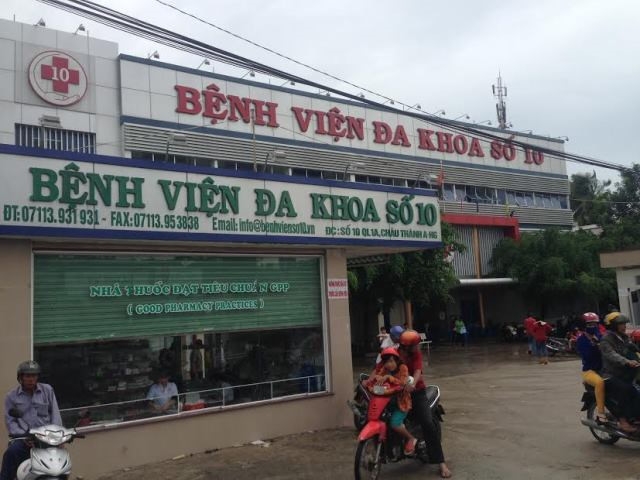 10
BỆNH VIỆN ĐA KHOA SỐ 10
BỆNH VIỆN ĐA KHOA SỐ 10
ĐT: 07113.931 931 - FAX:07113.953838 Email: info@benhvienso10.vn ĐC: SỐ 10 QL1A, CHÂU THÀNH A-HG
NHÀ THUỐC ĐẠT TIÊU CHUẨN GPP
( GOOD PHARMACY PRACTICES )